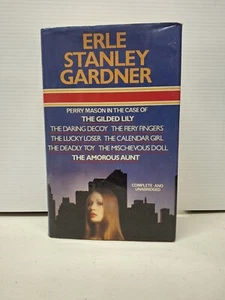 ERLE
STANLEY
GARDNER
PERRY MASON IN THE CASE OF
THE GILDED LILY
THE DARING DECOY THE FIERY FINGERS
THE LUCKY LOSER THE CALENDAR GIRL
THE DEADLY TOY THE MISCHIEVOUS DOLL
THE AMOROUS AUNT
COMPLETE AND
UNABRIDGED